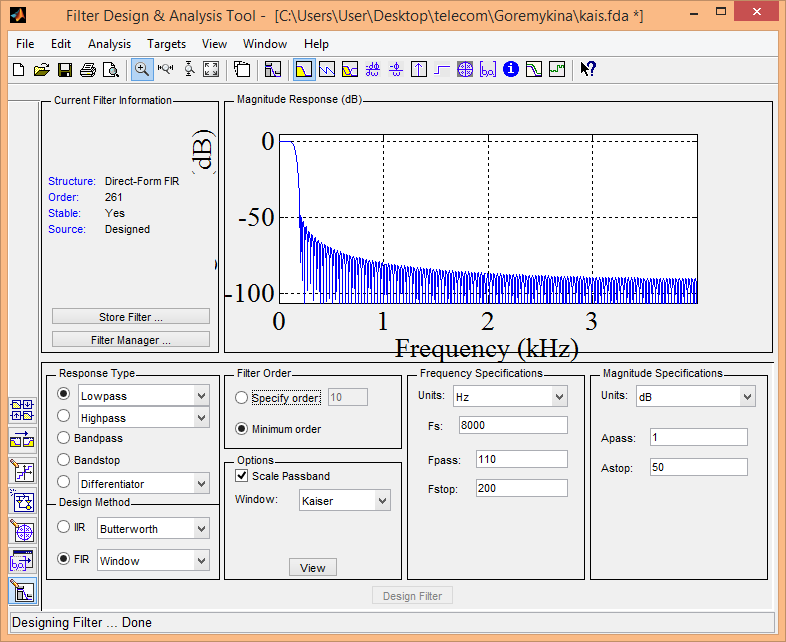 Filter Design & Analysis Tool - [C:\Users\User\Desktop\telecom\Goremykina\kais.fda *]
File Edit Analysis Targets View Window Help
Current Filter Information
dB)
Structure: Direct-Form FIR
Order: 261
Stable: Yes
Source: Designed
Store Filter ...
Filter Manager ...
Magnitude Response (dB)
0
-50
-100
0 1 2 3
Frequency (kHz)
Response Type
Lowpass
Highpass
Bandpass
Bandstop
Differentiator
Design Method
IIR Butterworth
FIR Window
Filter Order
Specify order: 10
Minimum order
Options
Scale Passband
Window: Kaiser
View
Frequency Specifications
Units: Hz
Fs: 8000
Fpass: 110
Fstop: 200
Magnitude Specifications
Units: dB
Apass: 1
Astop: 50
Design Filter
Designing Filter ... Done